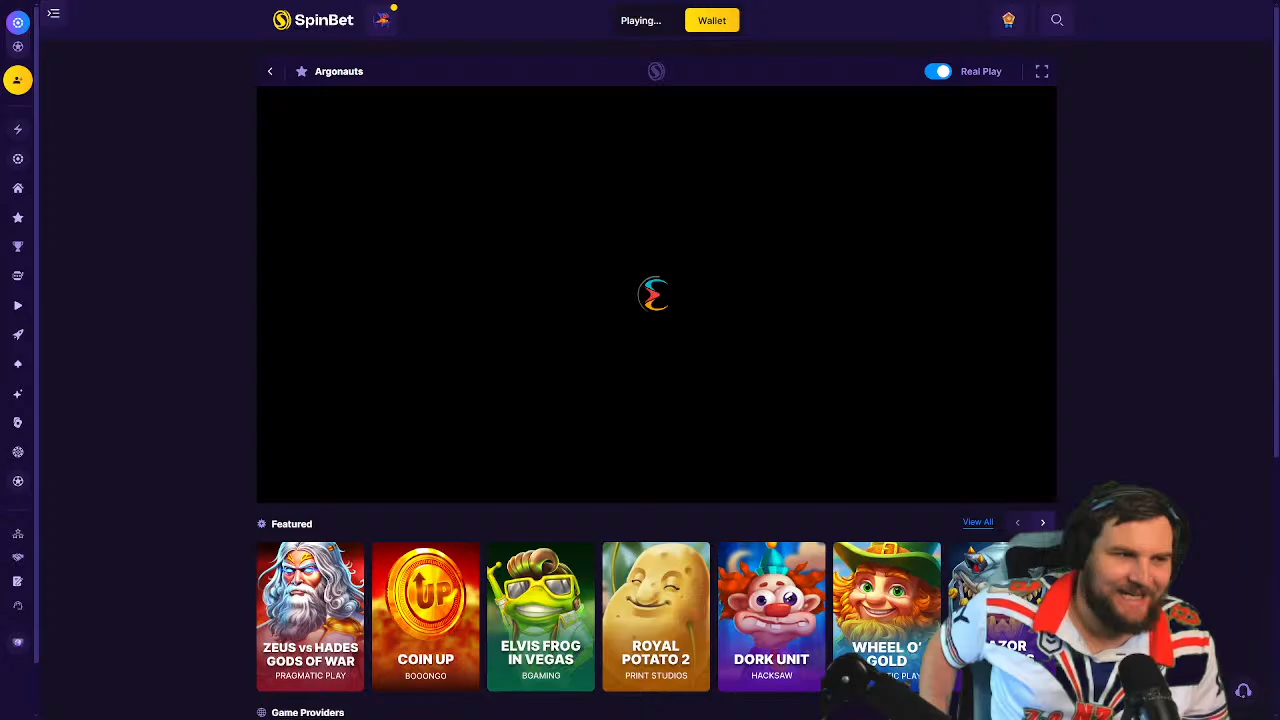 SpinBet
Playing...
Wallet
Argonauts
Real Play
Featured
View All
ZEUS vs HADES
GODS OF WAR
PRAGMATIC PLAY
UP
COIN UP
BOOONGO
ELVIS FROG
IN VEGAS
BGAMING
ROYAL
POTATO 2
PRINT STUDIOS
DORK UNIT
HACKSAW
WHEEL O'
GOLD
Game Providers